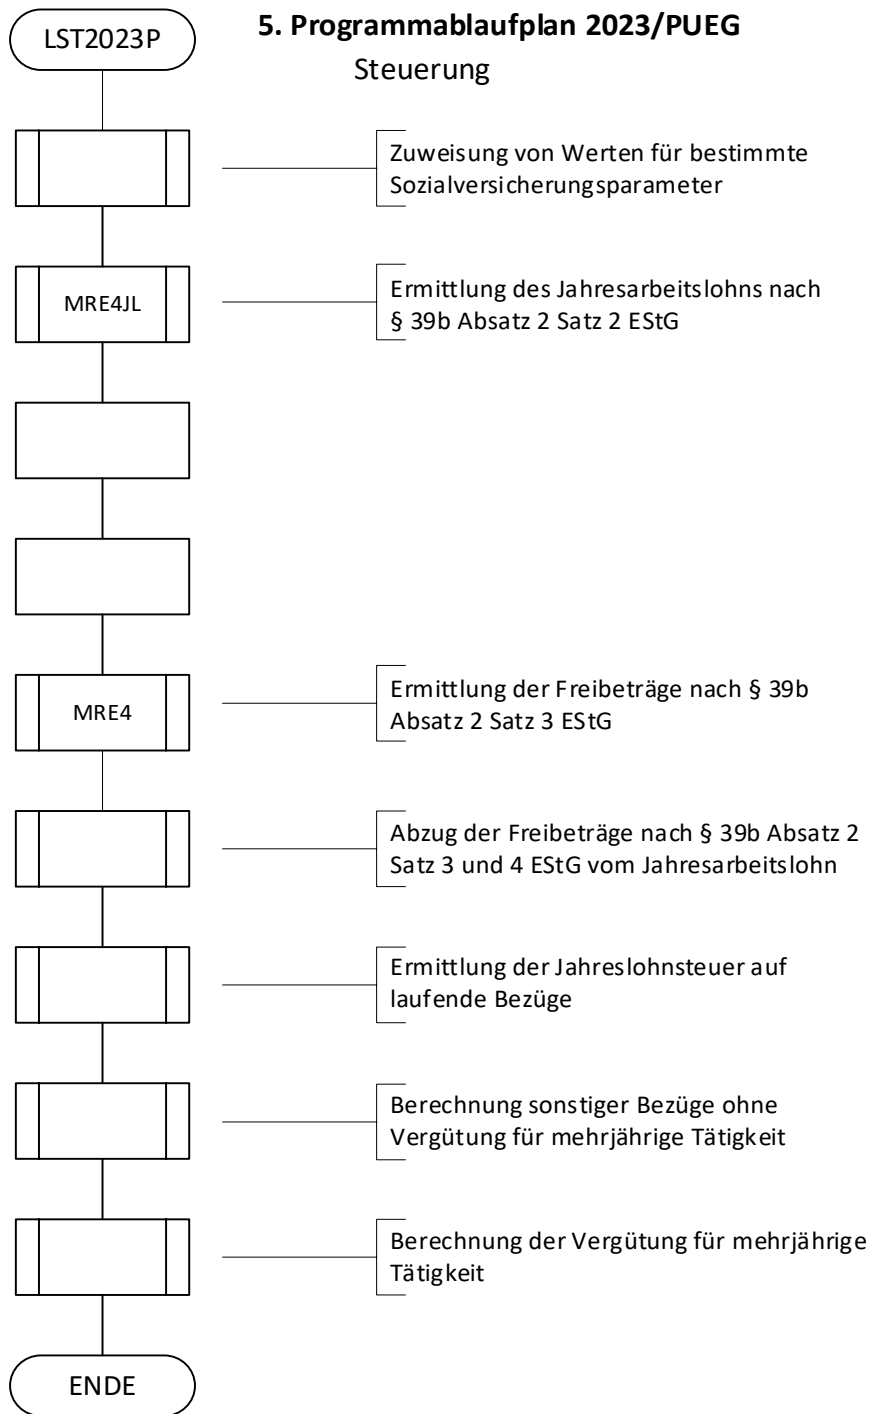 LST2023P
5. Programmablaufplan 2023/PUEG
Steuerung
Zuweisung von Werten für bestimmte
Sozialversicherungsparameter
MRE4JL
Ermittlung des Jahresarbeitslohns nach
§ 39b Absatz 2 Satz 2 EStG
MRE4
Ermittlung der Freibeträge nach § 39b
Absatz 2 Satz 3 EStG
Abzug der Freibeträge nach § 39b Absatz 2
Satz 3 und 4 EStG vom Jahresarbeitslohn
Ermittlung der Jahreslohnsteuer auf
laufende Bezüge
Berechnung sonstiger Bezüge ohne
Vergütung für mehrjährige Tätigkeit
Berechnung der Vergütung für mehrjährige
Tätigkeit
ENDE